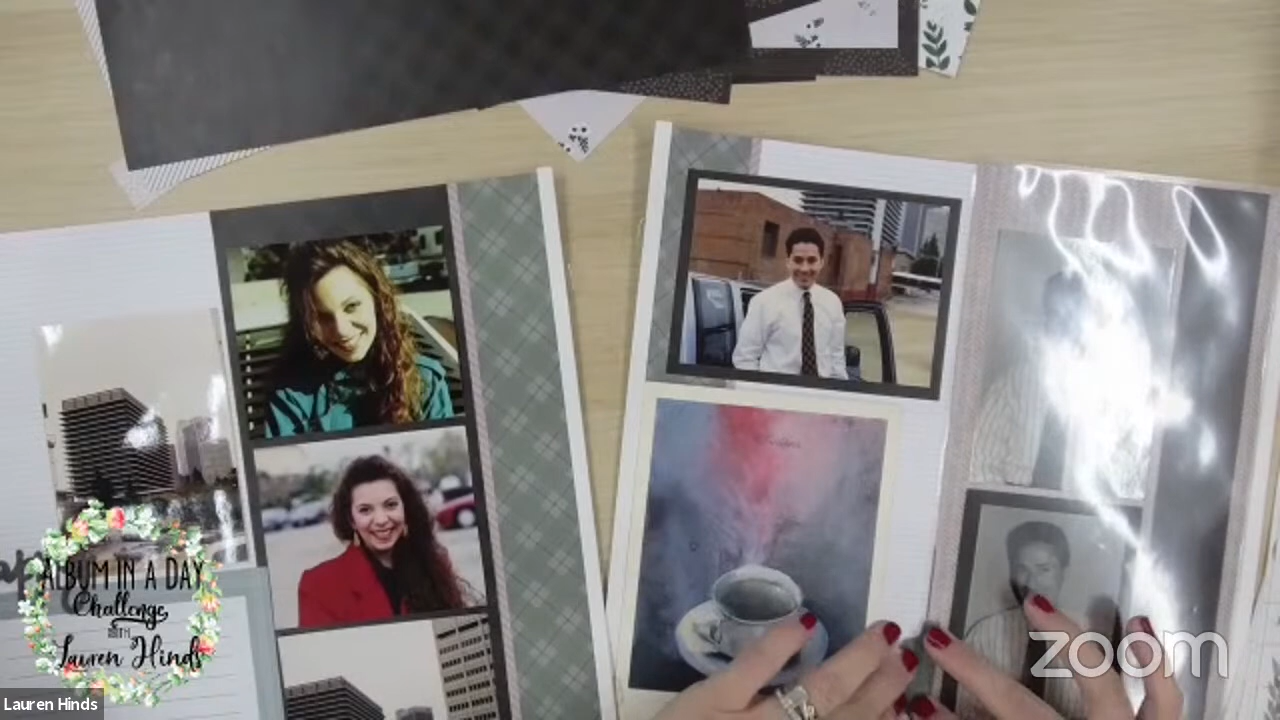 ALBUM IN A DAY
Challenge
WITH
Lauren Hinds
Lauren Hinds
zoom